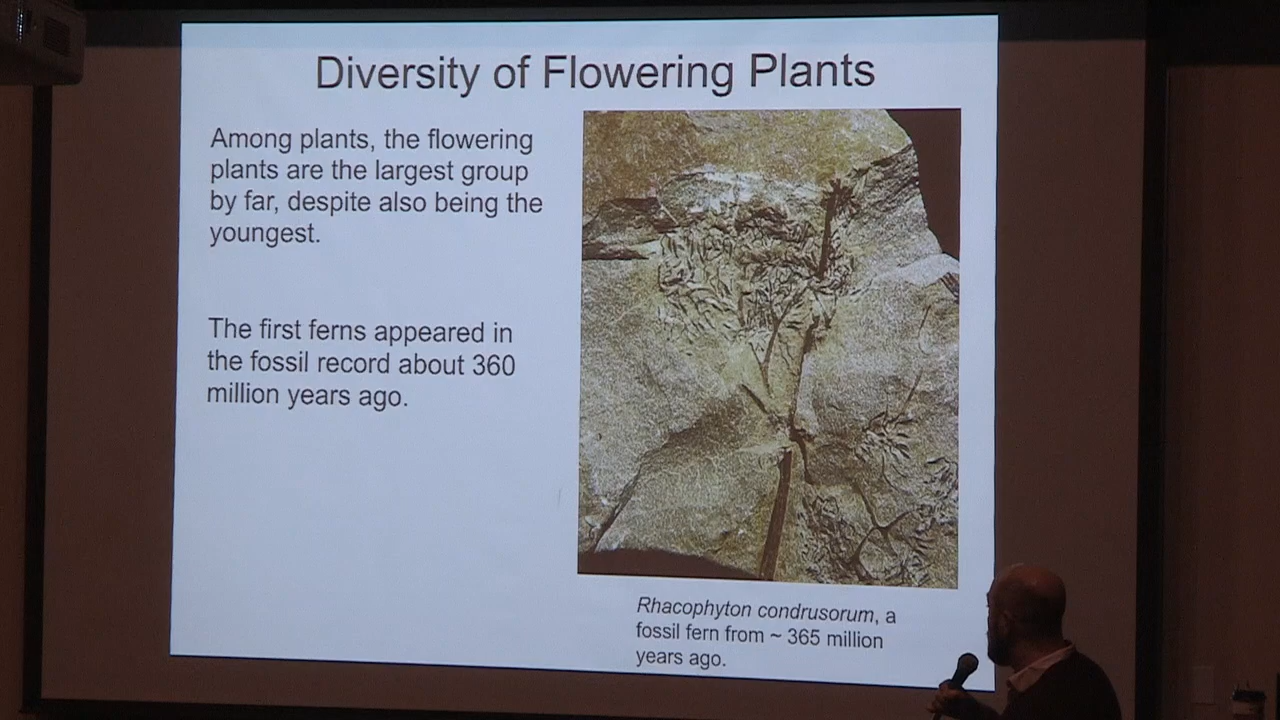 Diversity of Flowering Plants
Among plants, the flowering
plants are the largest group
by far, despite also being the
youngest.
The first ferns appeared in
the fossil record about 360
million years ago.
Rhacophyton condrusorum, a
fossil fern from ~ 365 million
years ago.